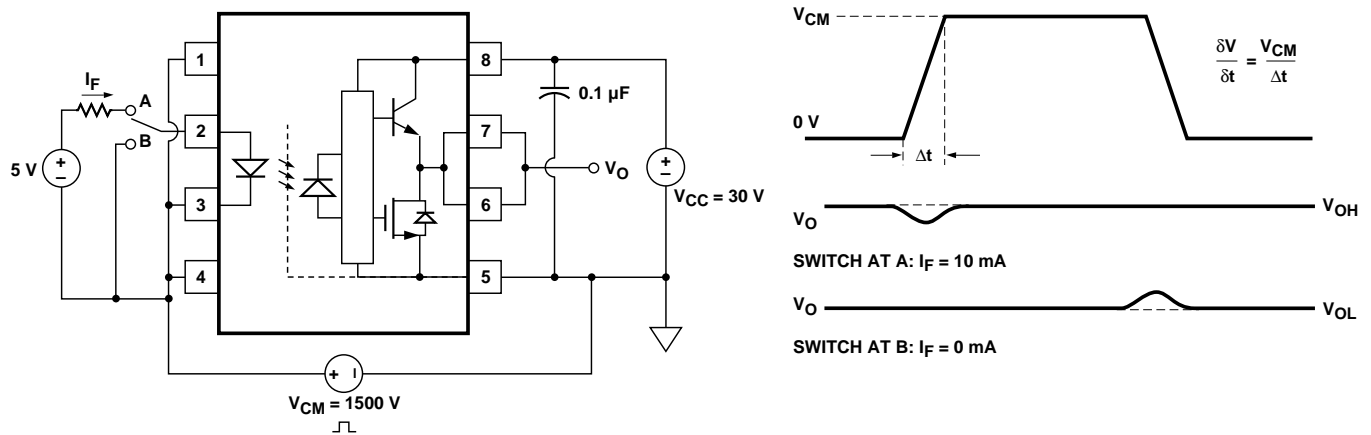 I_F
A
B
5 V
+
–
1
2
3
4
8
7
6
5
0.1 µF
V_O
+
–
V_CC = 30 V
+ –
V_CM = 1500 V
V_CM
0 V
Δt
δV/δt = V_CM/Δt
V_O V_OH
SWITCH AT A: I_F = 10 mA
V_O V_OL
SWITCH AT B: I_F = 0 mA